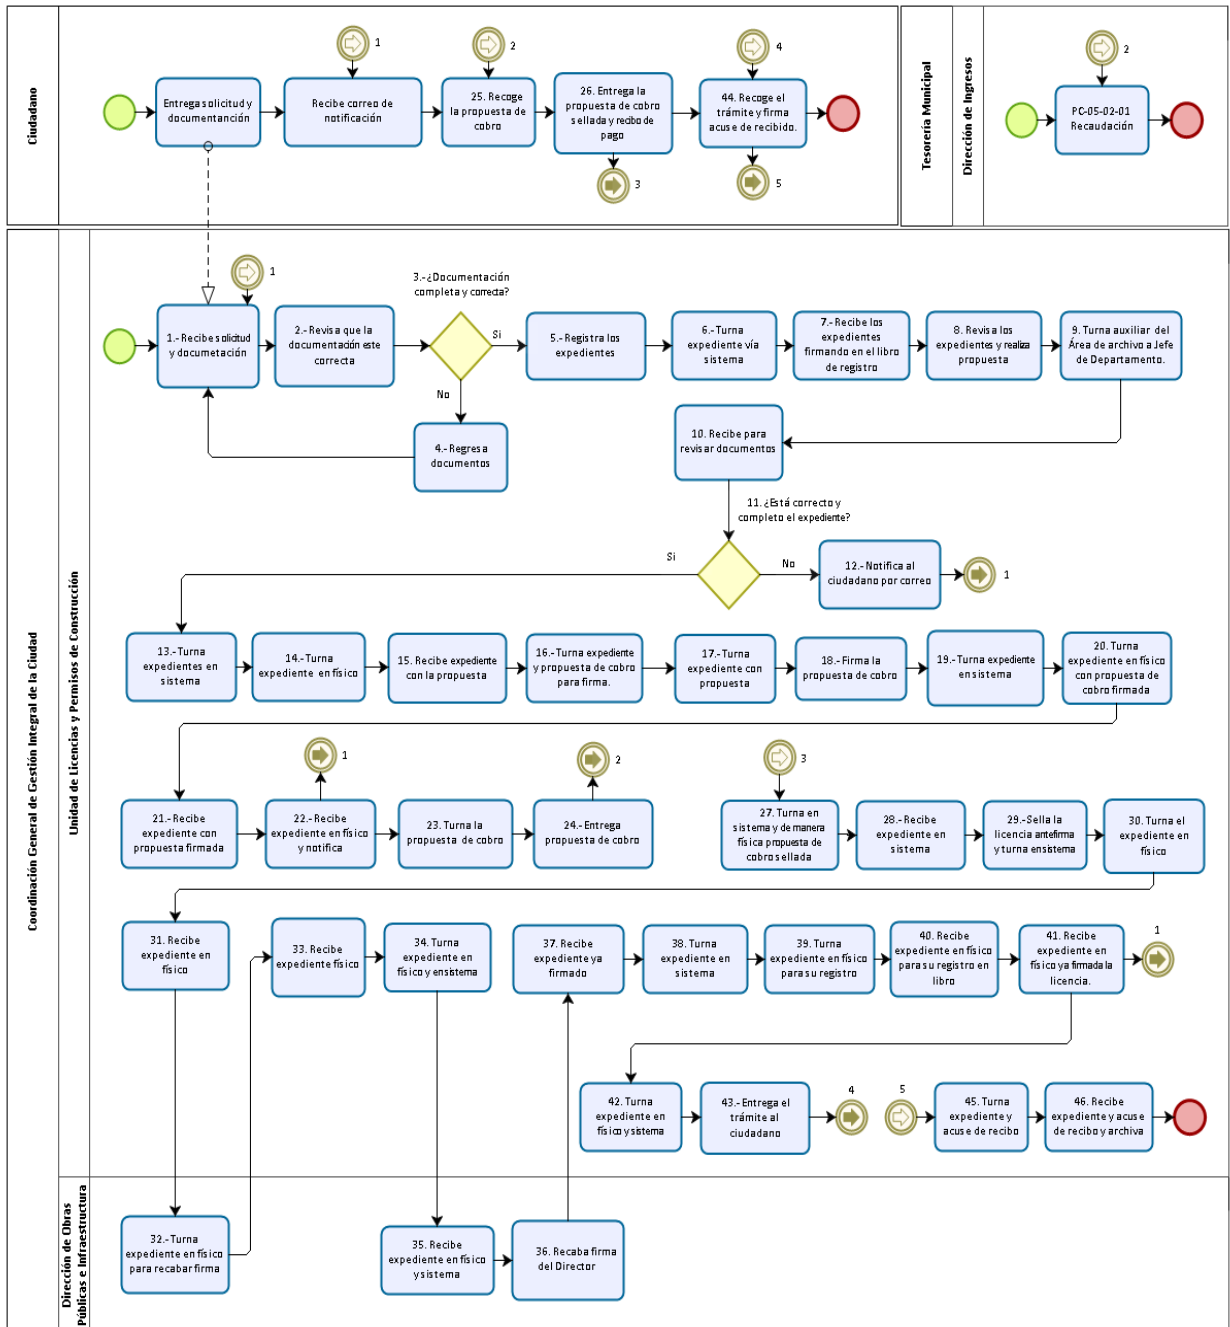 Ciudadano
1
2
4
Entrega solicitud y
documentanción
Recibe correo de
notificación
25. Recoge
la propuesta de
cobro
26. Entrega la
propuesta de cobro
sellada y recibo de
pago
44. Recoge el
trámite y firma
acuse de recibido.
3
5
Tesorería Municipal
Dirección de Ingresos
2
PC-05-02-01
Recaudación
Coordinación General de Gestión Integral de la Ciudad
Unidad de Licencias y Permisos de Construcción
1
3.-¿Documentación
completa y correcta?
1.- Recibe solicitud
y documetación
2.-Revisa que la
documentación este
correcta
Si
No
4.-Regresa
documentos
5.-Registra los
expedientes
6.-Turna
expediente vía
sistema
7.-Recibe los
expedientes
firmando en el libro
de registro
8. Revisa los
expedientes y realiza
propuesta
9. Turna auxiliar del
Área de archivo a Jefe
de Departamento.
10. Recibe para
revisar documentos
11. ¿Está correcto y
completo el expediente?
Si
No
12.-Notifica al
ciudadano por correo
1
13.-Turna
expedientes en
sistema
14.-Turna
expediente en físico
15. Recibe expediente
con la propuesta
16.-Turna expediente
y propuesta de cobro
para firma.
17.-Turna
expediente con
propuesta
18.-Firma la
propuesta de cobro
19.-Turna expediente
en sistema
20. Turna
expediente en físico
con propuesta de
cobro firmada
1
2
3
21.-Recibe
expediente con
propuesta firmada
22.-Recibe
expediente en físico
y notifica
23. Turna la
propuesta de cobro
24.-Entrega
propuesta de cobro
27. Turna en
sistema y de manera
física propuesta de
cobro sellada
28.-Recibe
expediente en
sistema
29.-Sella la
licencia antefirma
y turna en sistema
30. Turna el
expediente en
físico
31. Recibe
expediente en
físico
33. Recibe
expediente físico
34. Turna
expediente en
físico y en sistema
37. Recibe
expediente ya
firmado
38. Turna
expediente en
sistema
39. Turna
expediente en físico
para su registro
40. Recibe
expediente en físico
para su registro en
libro
41. Recibe
expediente en
físico ya firmada la
licencia.
1
42. Turna
expediente en
físico y sistema
43.-Entrega el
trámite al
ciudadano
4
5
45. Turna
expediente y
acuse de recibo
46. Recibe
expediente y acuse
de recibo y archiva
Dirección de Obras
Públicas e Infraestructura
32.-Turna
expediente en físico
para recabar firma
35. Recibe
expediente en físico
y sistema
36. Recaba firma
del Director